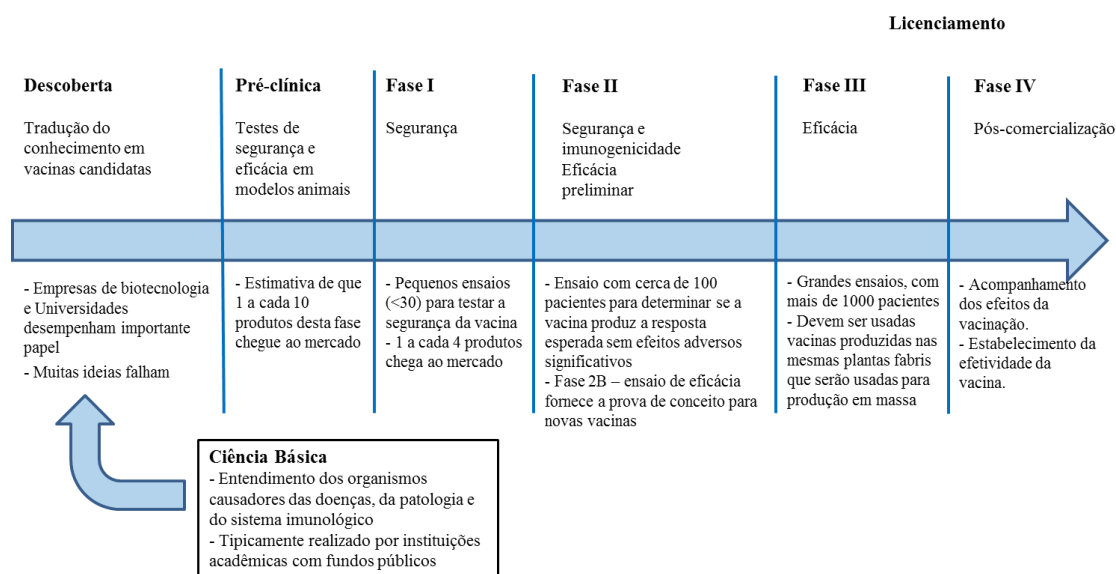 Licenciamento
Descoberta
Tradução do
conhecimento em
vacinas candidatas
Pré-clínica
Testes de
segurança e
eficácia em
modelos animais
Fase I
Segurança
Fase II
Segurança e
imunogenicidade
Eficácia
preliminar
Fase III
Eficácia
Fase IV
Pós-comercialização
- Empresas de biotecnologia
e Universidades
desempenham importante
papel
- Muitas ideias falham
- Estimativa de que
1 a cada 10
produtos desta fase
chegue ao mercado
- Pequenos ensaios
(<30) para testar a
segurança da vacina
- 1 a cada 4 produtos
chega ao mercado
- Ensaio com cerca de 100
pacientes para determinar se a
vacina produz a resposta
esperada sem efeitos adversos
significativos
- Fase 2B – ensaio de eficácia
fornece a prova de conceito para
novas vacinas
- Grandes ensaios, com
mais de 1000 pacientes
- Devem ser usadas
vacinas produzidas nas
mesmas plantas fabris
que serão usadas para
produção em massa
- Acompanhamento
dos efeitos da
vacinação.
- Estabelecimento da
efetividade da
vacina.
Ciência Básica
- Entendimento dos organismos
causadores das doenças, da patologia e
do sistema imunológico
- Tipicamente realizado por instituições
acadêmicas com fundos públicos